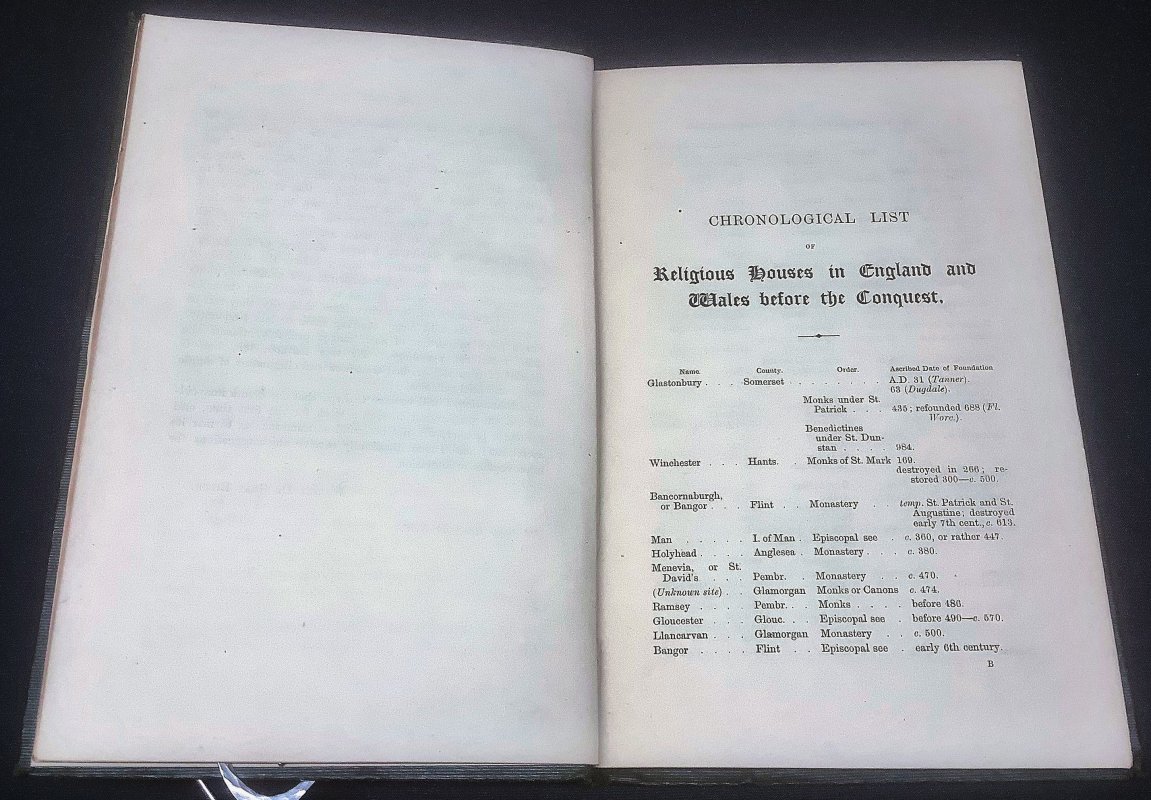 CHRONOLOGICAL LIST
OF
Religious Houses in England and
Wales before the Conquest.
Name. County. Order. Ascribed Date of Foundation
Glastonbury . . . Somerset . . . . . . . . A.D. 31 (Tanner).
63 (Dugdale).
Monks under St.
Patrick . . . 435; refounded 688 (Fl.
Worc.).
Benedictines
under St. Dun-
stan . . . . 984.
Winchester . . . Hants. . Monks of St. Mark 169.
destroyed in 266; re-
stored 300—c. 500.
Bancornaburgh,
or Bangor . . . Flint . . Monastery . . temp. St. Patrick and St.
Augustine; destroyed
early 7th cent., c. 613.
Man . . . . . I. of Man . Episcopal see . c. 360, or rather 447.
Holyhead . . . . Anglesea . Monastery . . . c. 380.
Menevia, or St.
David's . . . Pembr. . Monastery . . c. 470.
(Unknown site) . . Glamorgan Monks or Canons c. 474.
Ramsey . . . . Pembr. . . Monks . . . . before 486.
Gloucester . . . Glouc. . . Episcopal see . before 490—c. 570.
Llancarvan . . . Glamorgan Monastery . . c. 500.
Bangor . . . . Flint . . Episcopal see . early 6th century.
B